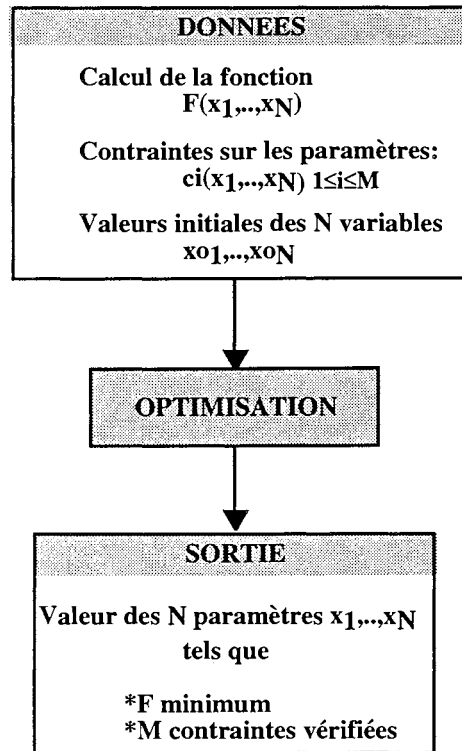 DONNEES
Calcul de la fonction
F(x1,..,xN)
Contraintes sur les paramètres:
ci(x1,..,xN) 1≤i≤M
Valeurs initiales des N variables
xo1,..,xoN
OPTIMISATION
SORTIE
Valeur des N paramètres x1,..,xN
tels que
*F minimum
*M contraintes vérifiées